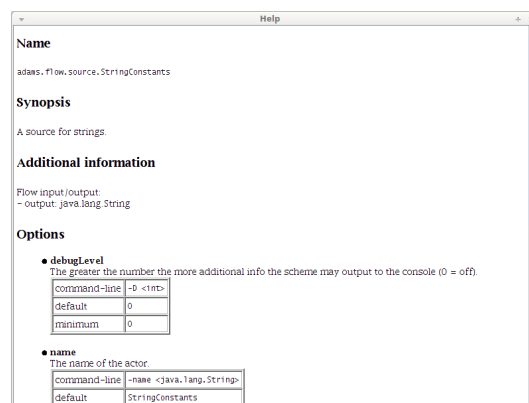 Help
Name
adams.flow.source.StringConstants
Synopsis
A source for strings.
Additional information
Flow input/output:
- output: java.lang.String
Options
● debugLevel
The greater the number the more additional info the scheme may output to the console (0 = off).
command-line -D <int>
default 0
minimum 0
● name
The name of the actor.
command-line -name <java.lang.String>
default StringConstants